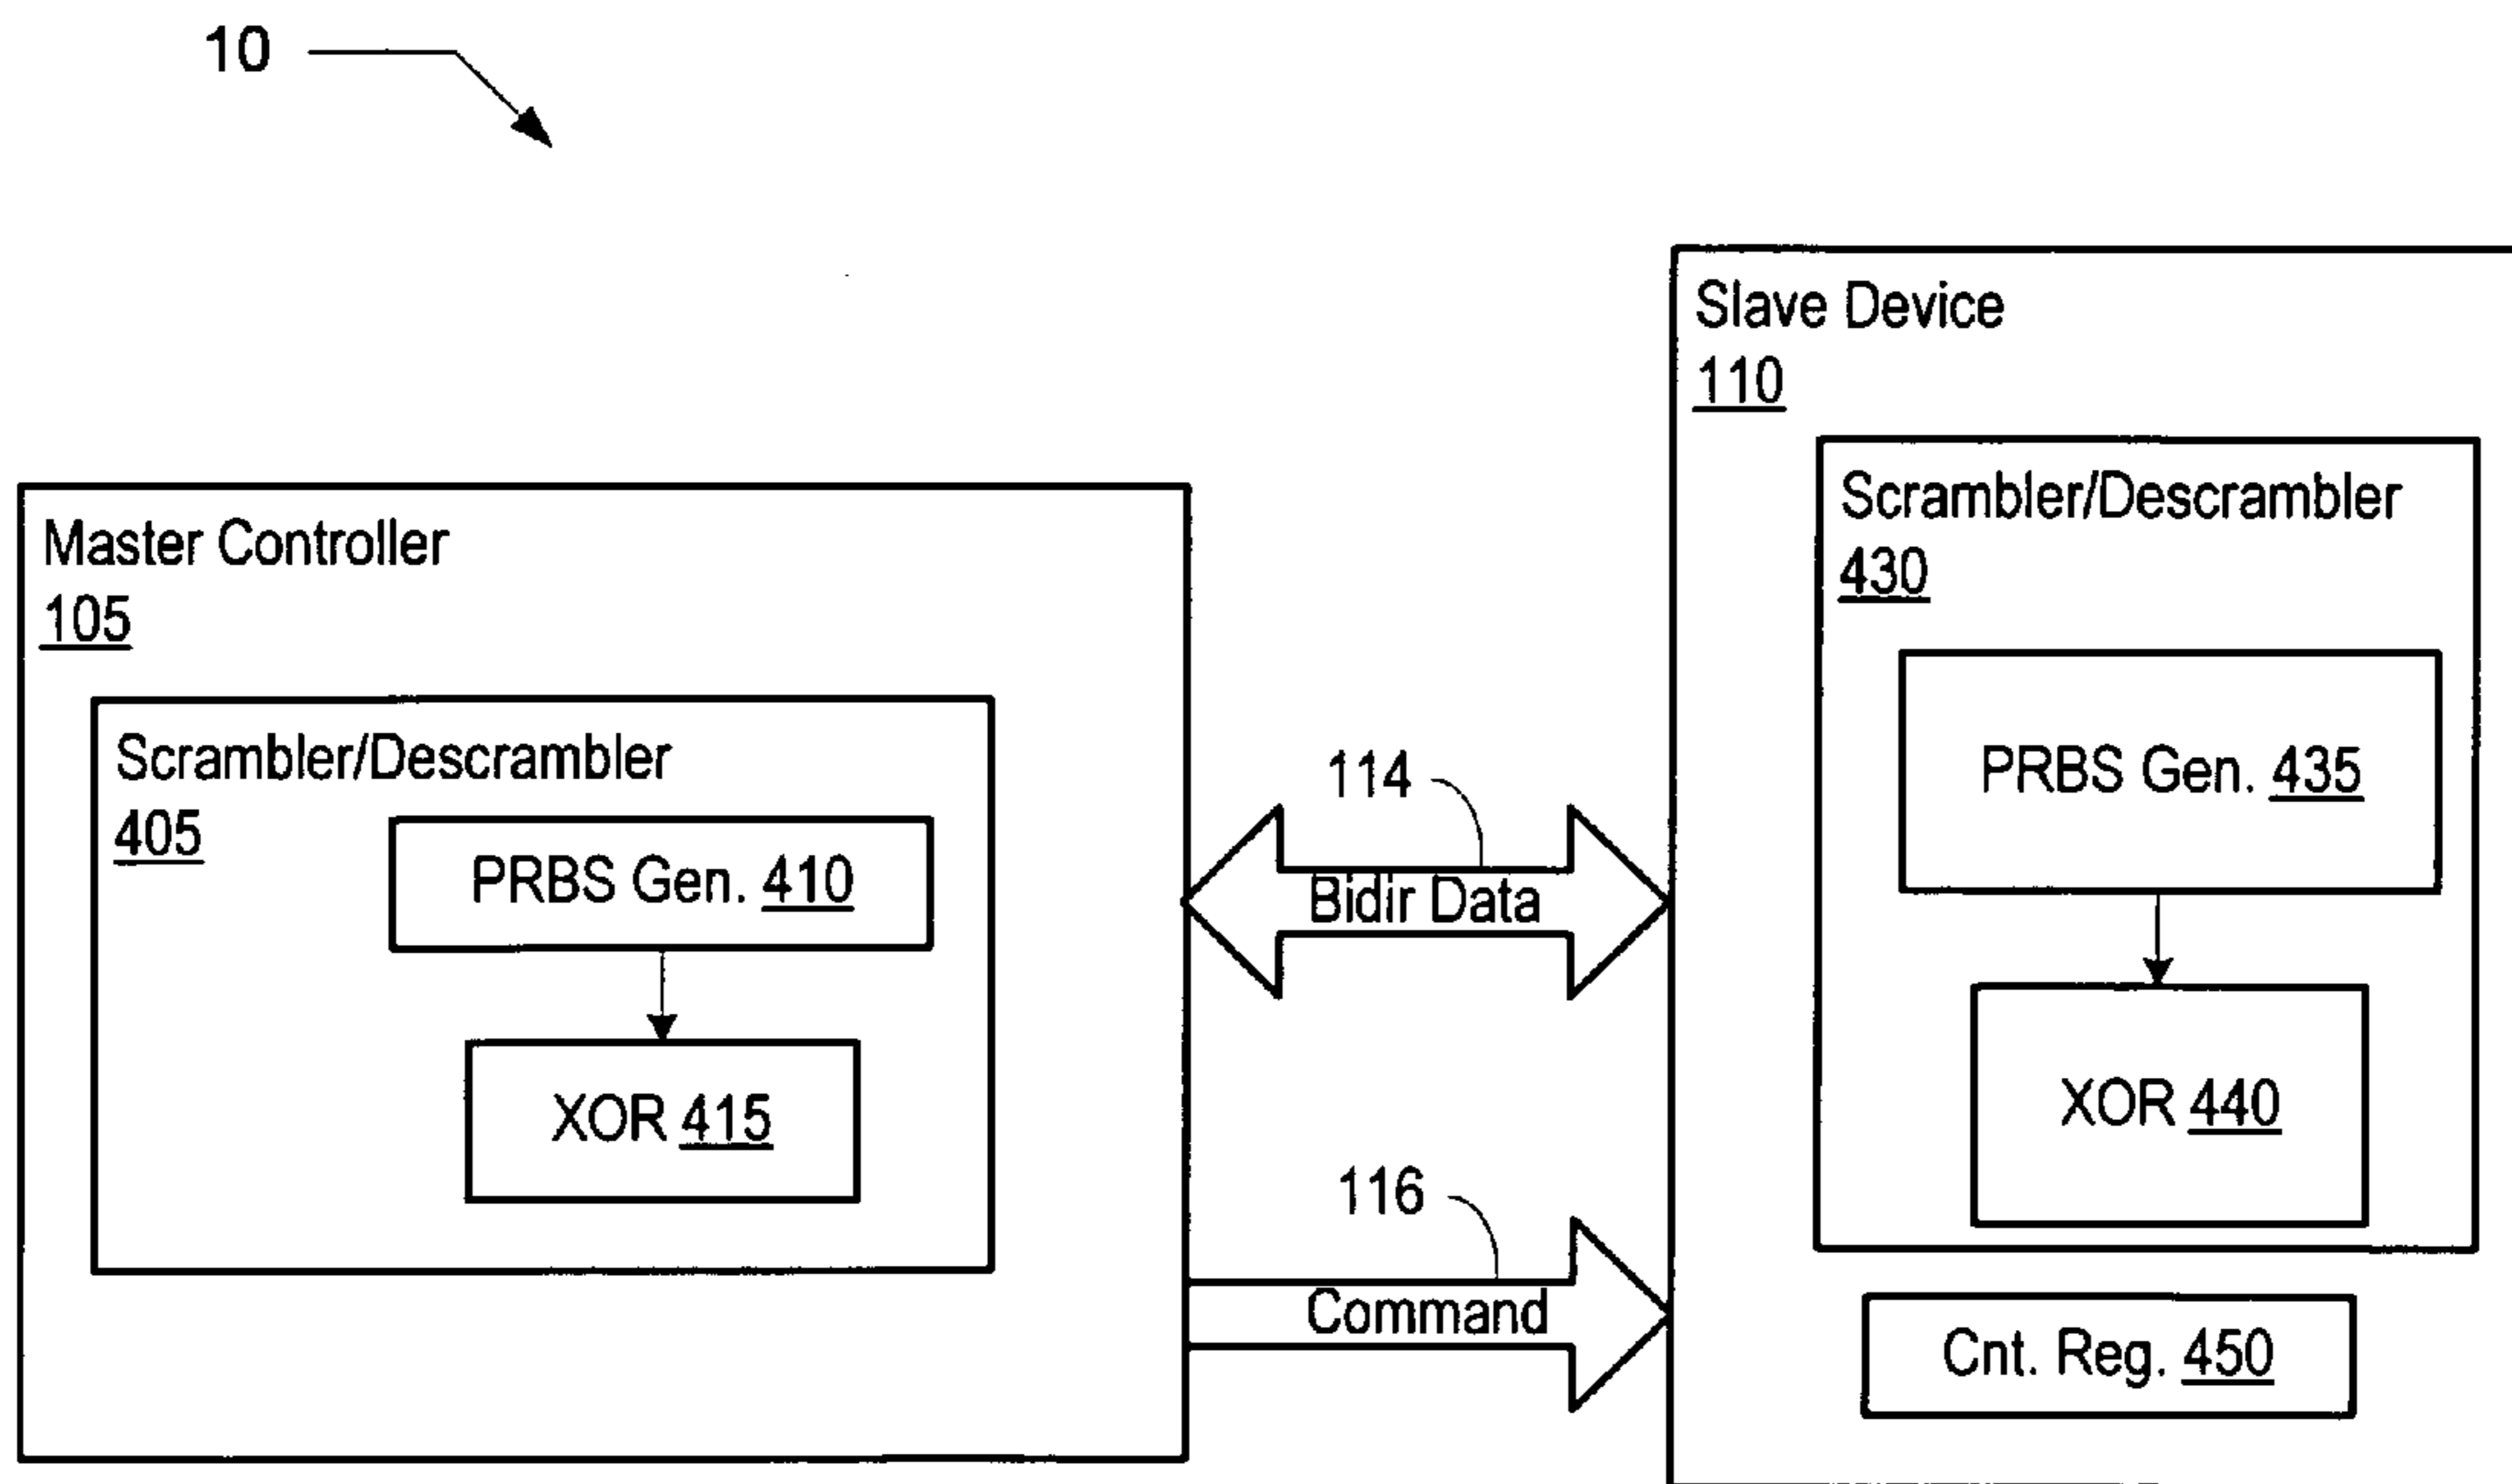 10
Slave Device
110
Scrambler/Descrambler
430
PRBS Gen. 435
XOR 440
Cnt. Reg. 450
Master Controller
105
Scrambler/Descrambler
405
PRBS Gen. 410
XOR 415
114
Bidir Data
116
Command